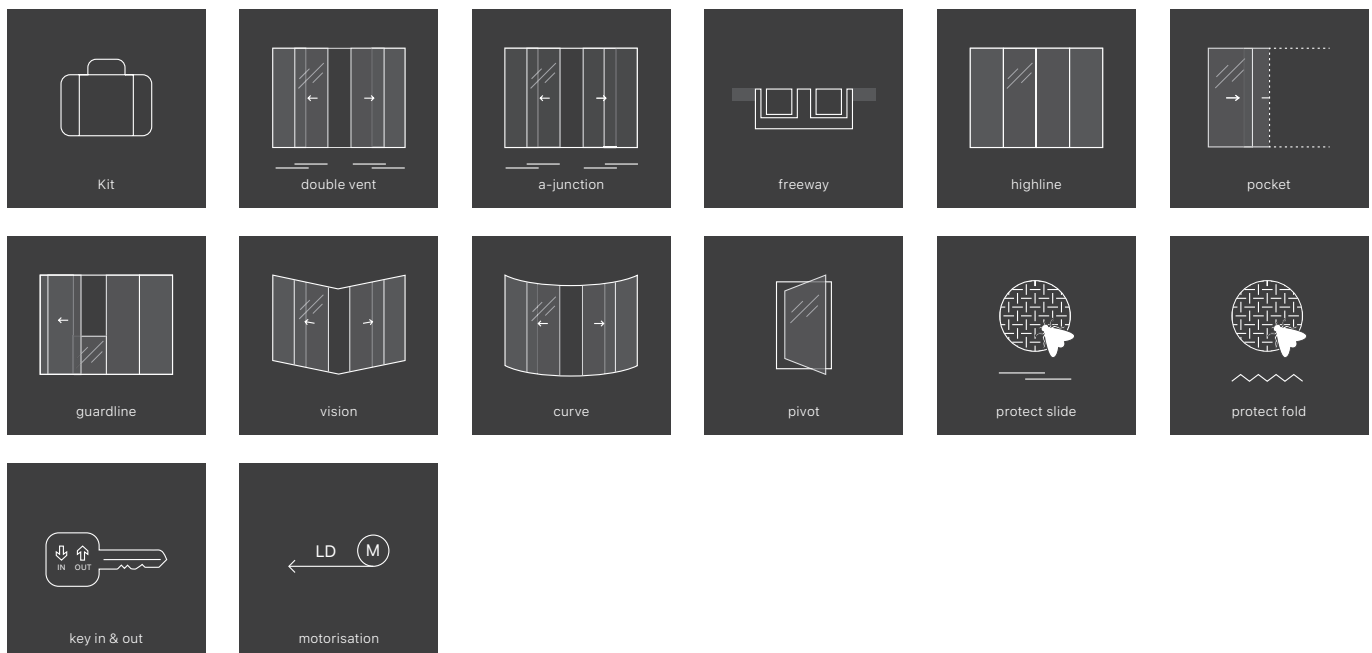 Kit
double vent
a-junction
freeway
highline
pocket
guardline
vision
curve
pivot
protect slide
protect fold
IN OUT
key in & out
LD M
motorisation